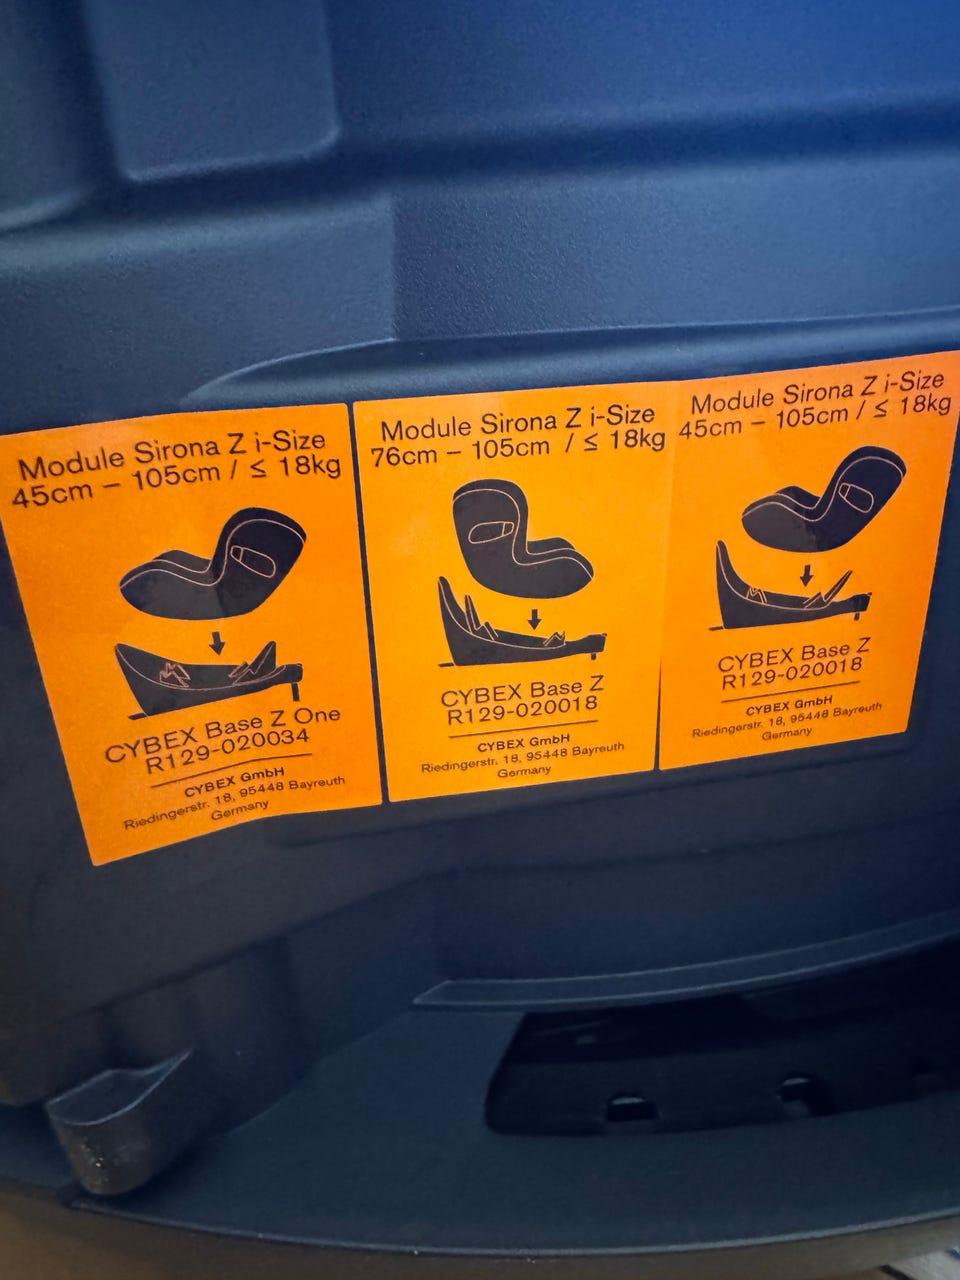 Module Sirona Z i-Size
45cm – 105cm / ≤ 18kg
CYBEX Base Z One
R129-020034
CYBEX GmbH
Riedingerstr. 18, 95448 Bayreuth
Germany
Module Sirona Z i-Size
76cm – 105cm / ≤ 18kg
CYBEX Base Z
R129-020018
CYBEX GmbH
Riedingerstr. 18, 95448 Bayreuth
Germany
Module Sirona Z i-Size
45cm – 105cm / ≤ 18kg
CYBEX Base Z
R129-020018
CYBEX GmbH
Riedingerstr. 18, 95448 Bayreuth
Germany